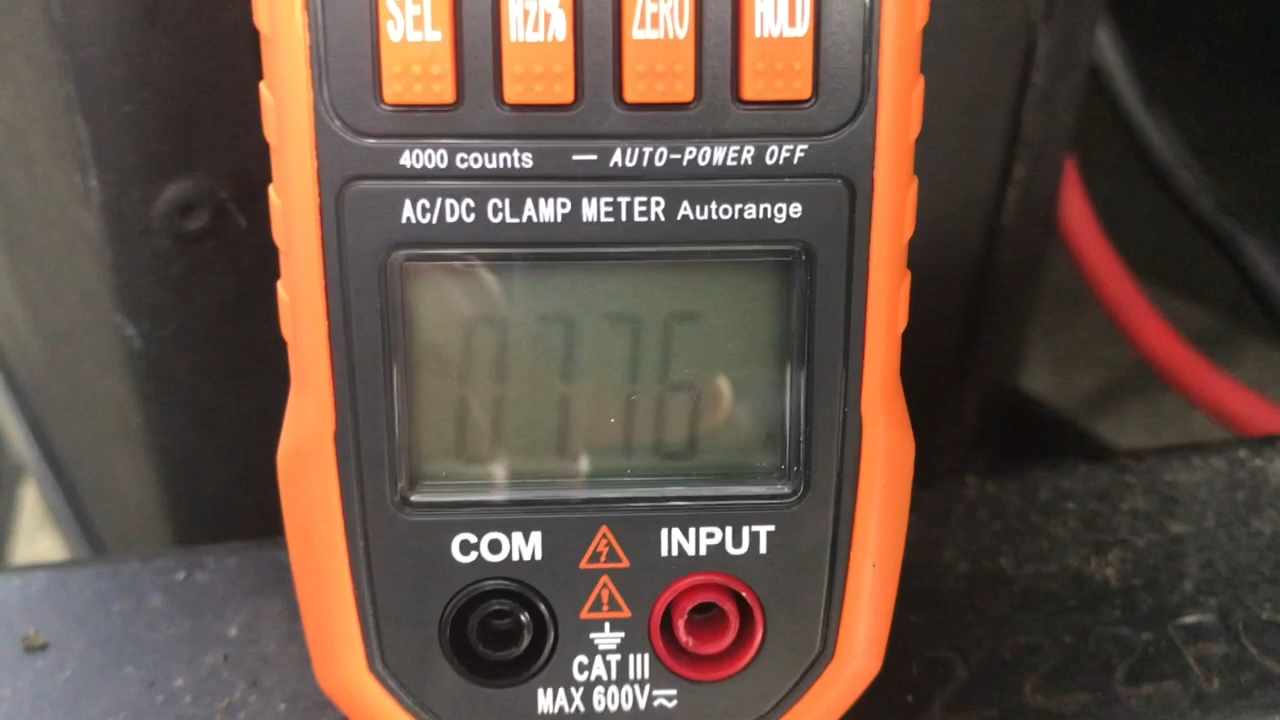 SEL Hz/% ZERO HOLD
4000 counts — AUTO-POWER OFF
AC/DC CLAMP METER Autorange
0776
COM INPUT
CAT III
MAX 600V⎓